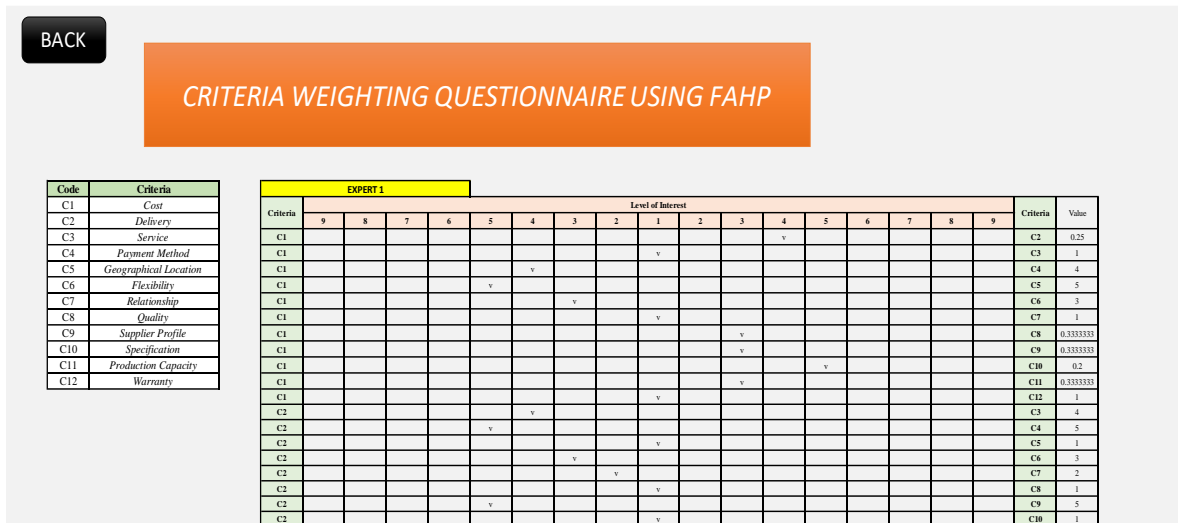 BACK
CRITERIA WEIGHTING QUESTIONNAIRE USING FAHP
Code Criteria
C1 Cost
C2 Delivery
C3 Service
C4 Payment Method
C5 Geographical Location
C6 Flexibility
C7 Relationship
C8 Quality
C9 Supplier Profile
C10 Specification
C11 Production Capacity
C12 Warranty
EXPERT 1
Criteria Level of Interest Criteria Value
9 8 7 6 5 4 3 2 1 2 3 4 5 6 7 8 9
C1 v C2 0.25
C1 v C3 1
C1 v C4 4
C1 v C5 5
C1 v C6 3
C1 v C7 1
C1 v C8 0.3333333
C1 v C9 0.3333333
C1 v C10 0.2
C1 v C11 0.3333333
C1 v C12 1
C2 v C3 4
C2 v C4 5
C2 v C5 1
C2 v C6 3
C2 v C7 2
C2 v C8 1
C2 v C9 5
C2 v C10 1